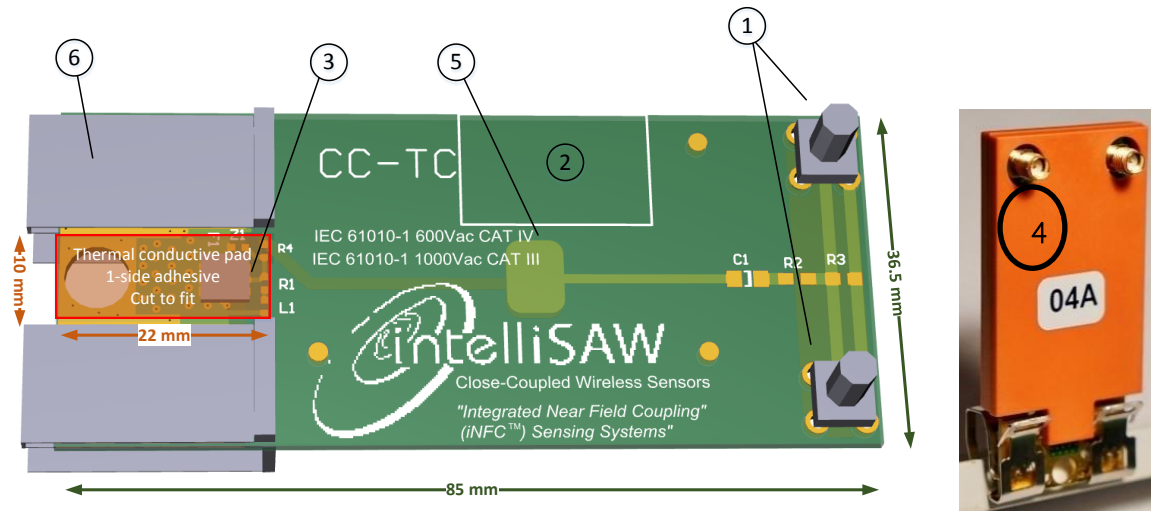 6
3
5
1
CC-TC
2
IEC 61010-1 600Vac CAT IV
IEC 61010-1 1000Vac CAT III
Thermal conductive pad
1-side adhesive
Cut to fit
10 mm
22 mm
R4
R1
L1
C1
R2
R3
intelliSAW
Close-Coupled Wireless Sensors
"Integrated Near Field Coupling"
(iNFC™) Sensing Systems"
36.5 mm
85 mm
4
04A